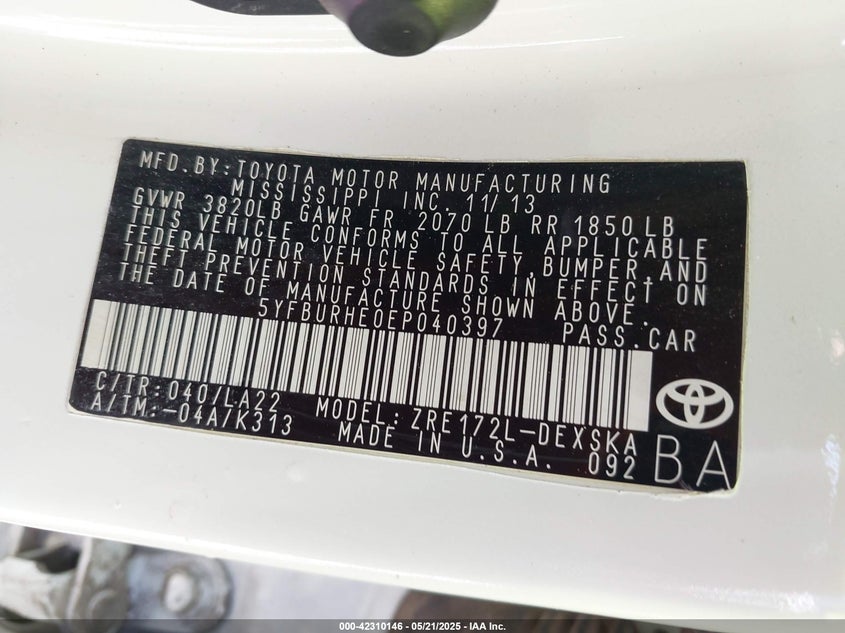 MFD. BY: TOYOTA MOTOR MANUFACTURING
MISSISSIPPI INC. 11/13
GVWR 3820LB GAWR FR 2070 LB RR 1850 LB
THIS VEHICLE CONFORMS TO ALL APPLICABLE
FEDERAL MOTOR VEHICLE SAFETY, BUMPER AND
THEFT PREVENTION STANDARDS IN EFFECT ON
THE DATE OF MANUFACTURE SHOWN ABOVE.
5YFBURHE0EP040397 PASS. CAR
C/TR: 040/LA22 MODEL: ZRE172L-DEXSKA
A/TM: -04A/K313 MADE IN U.S.A. 092 BA
000-42310146 - 05/21/2025 - IAA Inc.